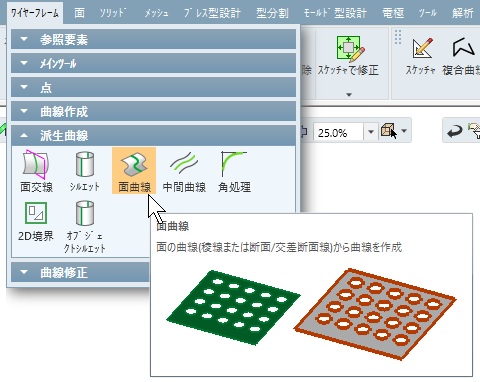 ワイヤーフレーム 面 ソリッド メッシュ プレス型設計 型分割 モールド型設計 電極 ツール 解析
参照要素
メインツール
点
曲線作成
派生曲線
面交線 シルエット 面曲線 中間曲線 角処理
2D境界 オブジェクトシルエット
曲線修正
除 スケッチャで修正 スケッチャ 複合曲線
25.0%
面曲線
面の曲線(稜線または断面/交差断面線)から曲線を作成